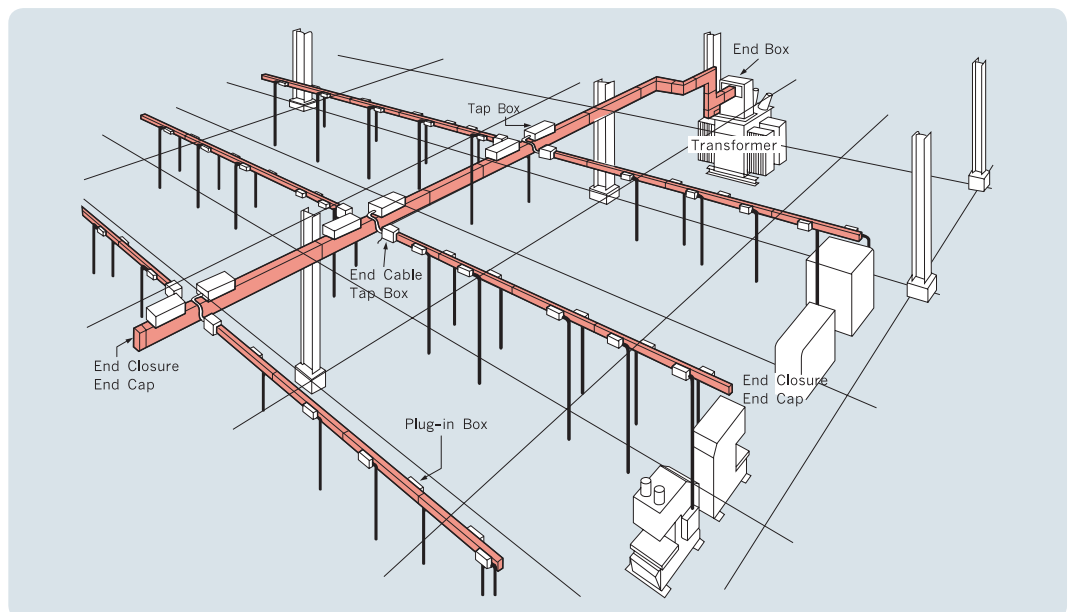 End Box
Tap Box
Transformer
End Cable
Tap Box
End Closure
End Cap
End Closure
End Cap
Plug-in Box